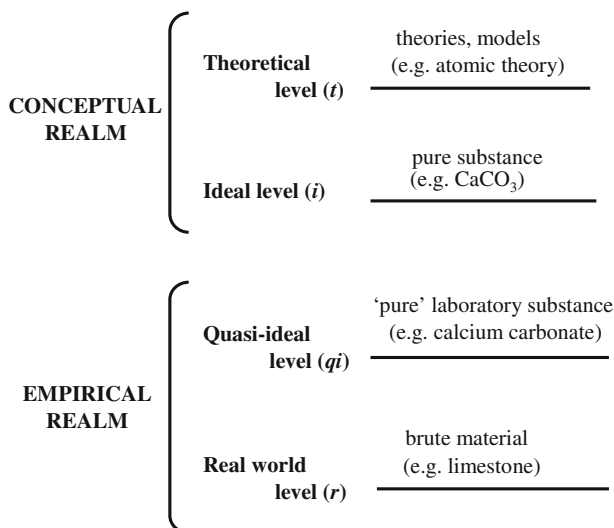 theories, models
Theoretical (e.g. atomic theory)
level (t)
CONCEPTUAL
REALM
pure substance
Ideal level (i) (e.g. CaCO₃)
‘pure’ laboratory substance
Quasi-ideal (e.g. calcium carbonate)
level (qi)
EMPIRICAL
REALM
brute material
Real world (e.g. limestone)
level (r)